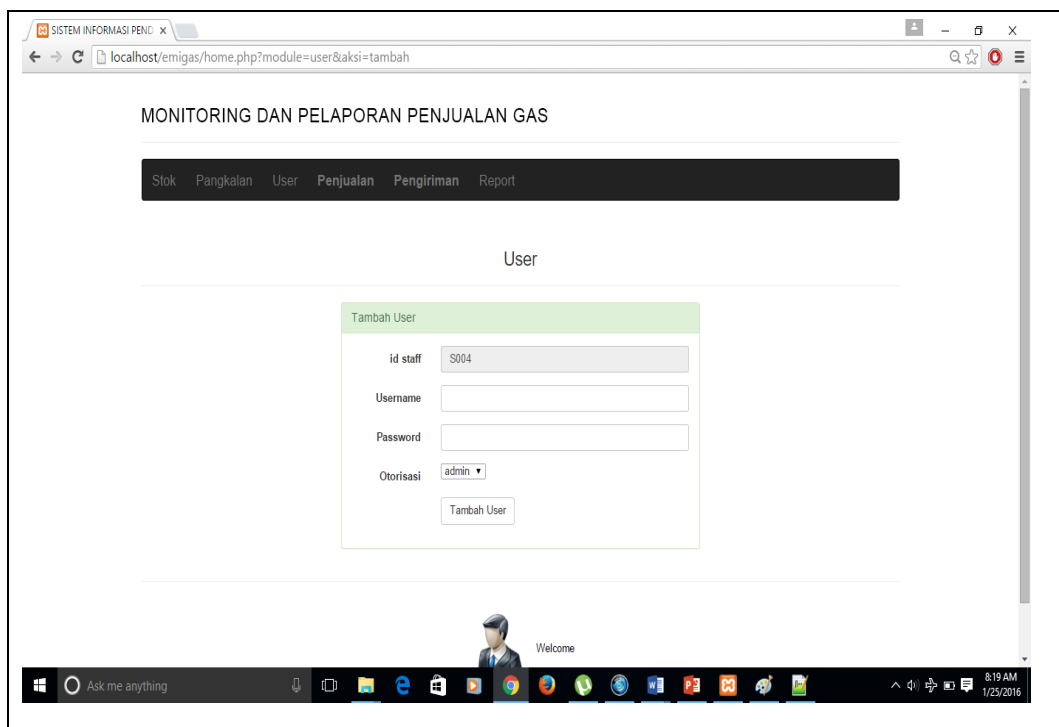 SISTEM INFORMASI PEND
localhost/emigas/home.php?module=user&aksi=tambah
MONITORING DAN PELAPORAN PENJUALAN GAS
Stok Pangkalan User Penjualan Pengiriman Report
User
Tambah User
id staff S004
Username
Password
Otorisasi admin
Tambah User
Welcome
Ask me anything
8:19 AM
1/25/2016